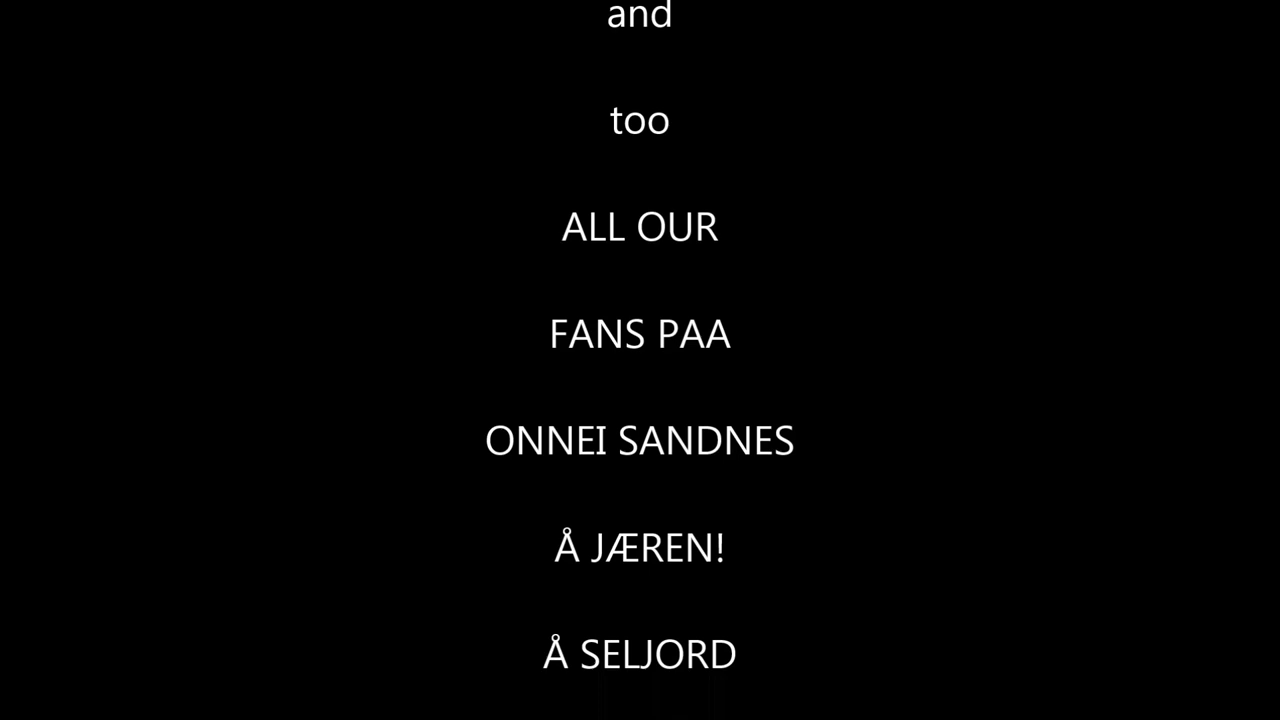 and
too
ALL OUR
FANS PAA
ONNEI SANDNES
Å JÆREN!
Å SELJORD